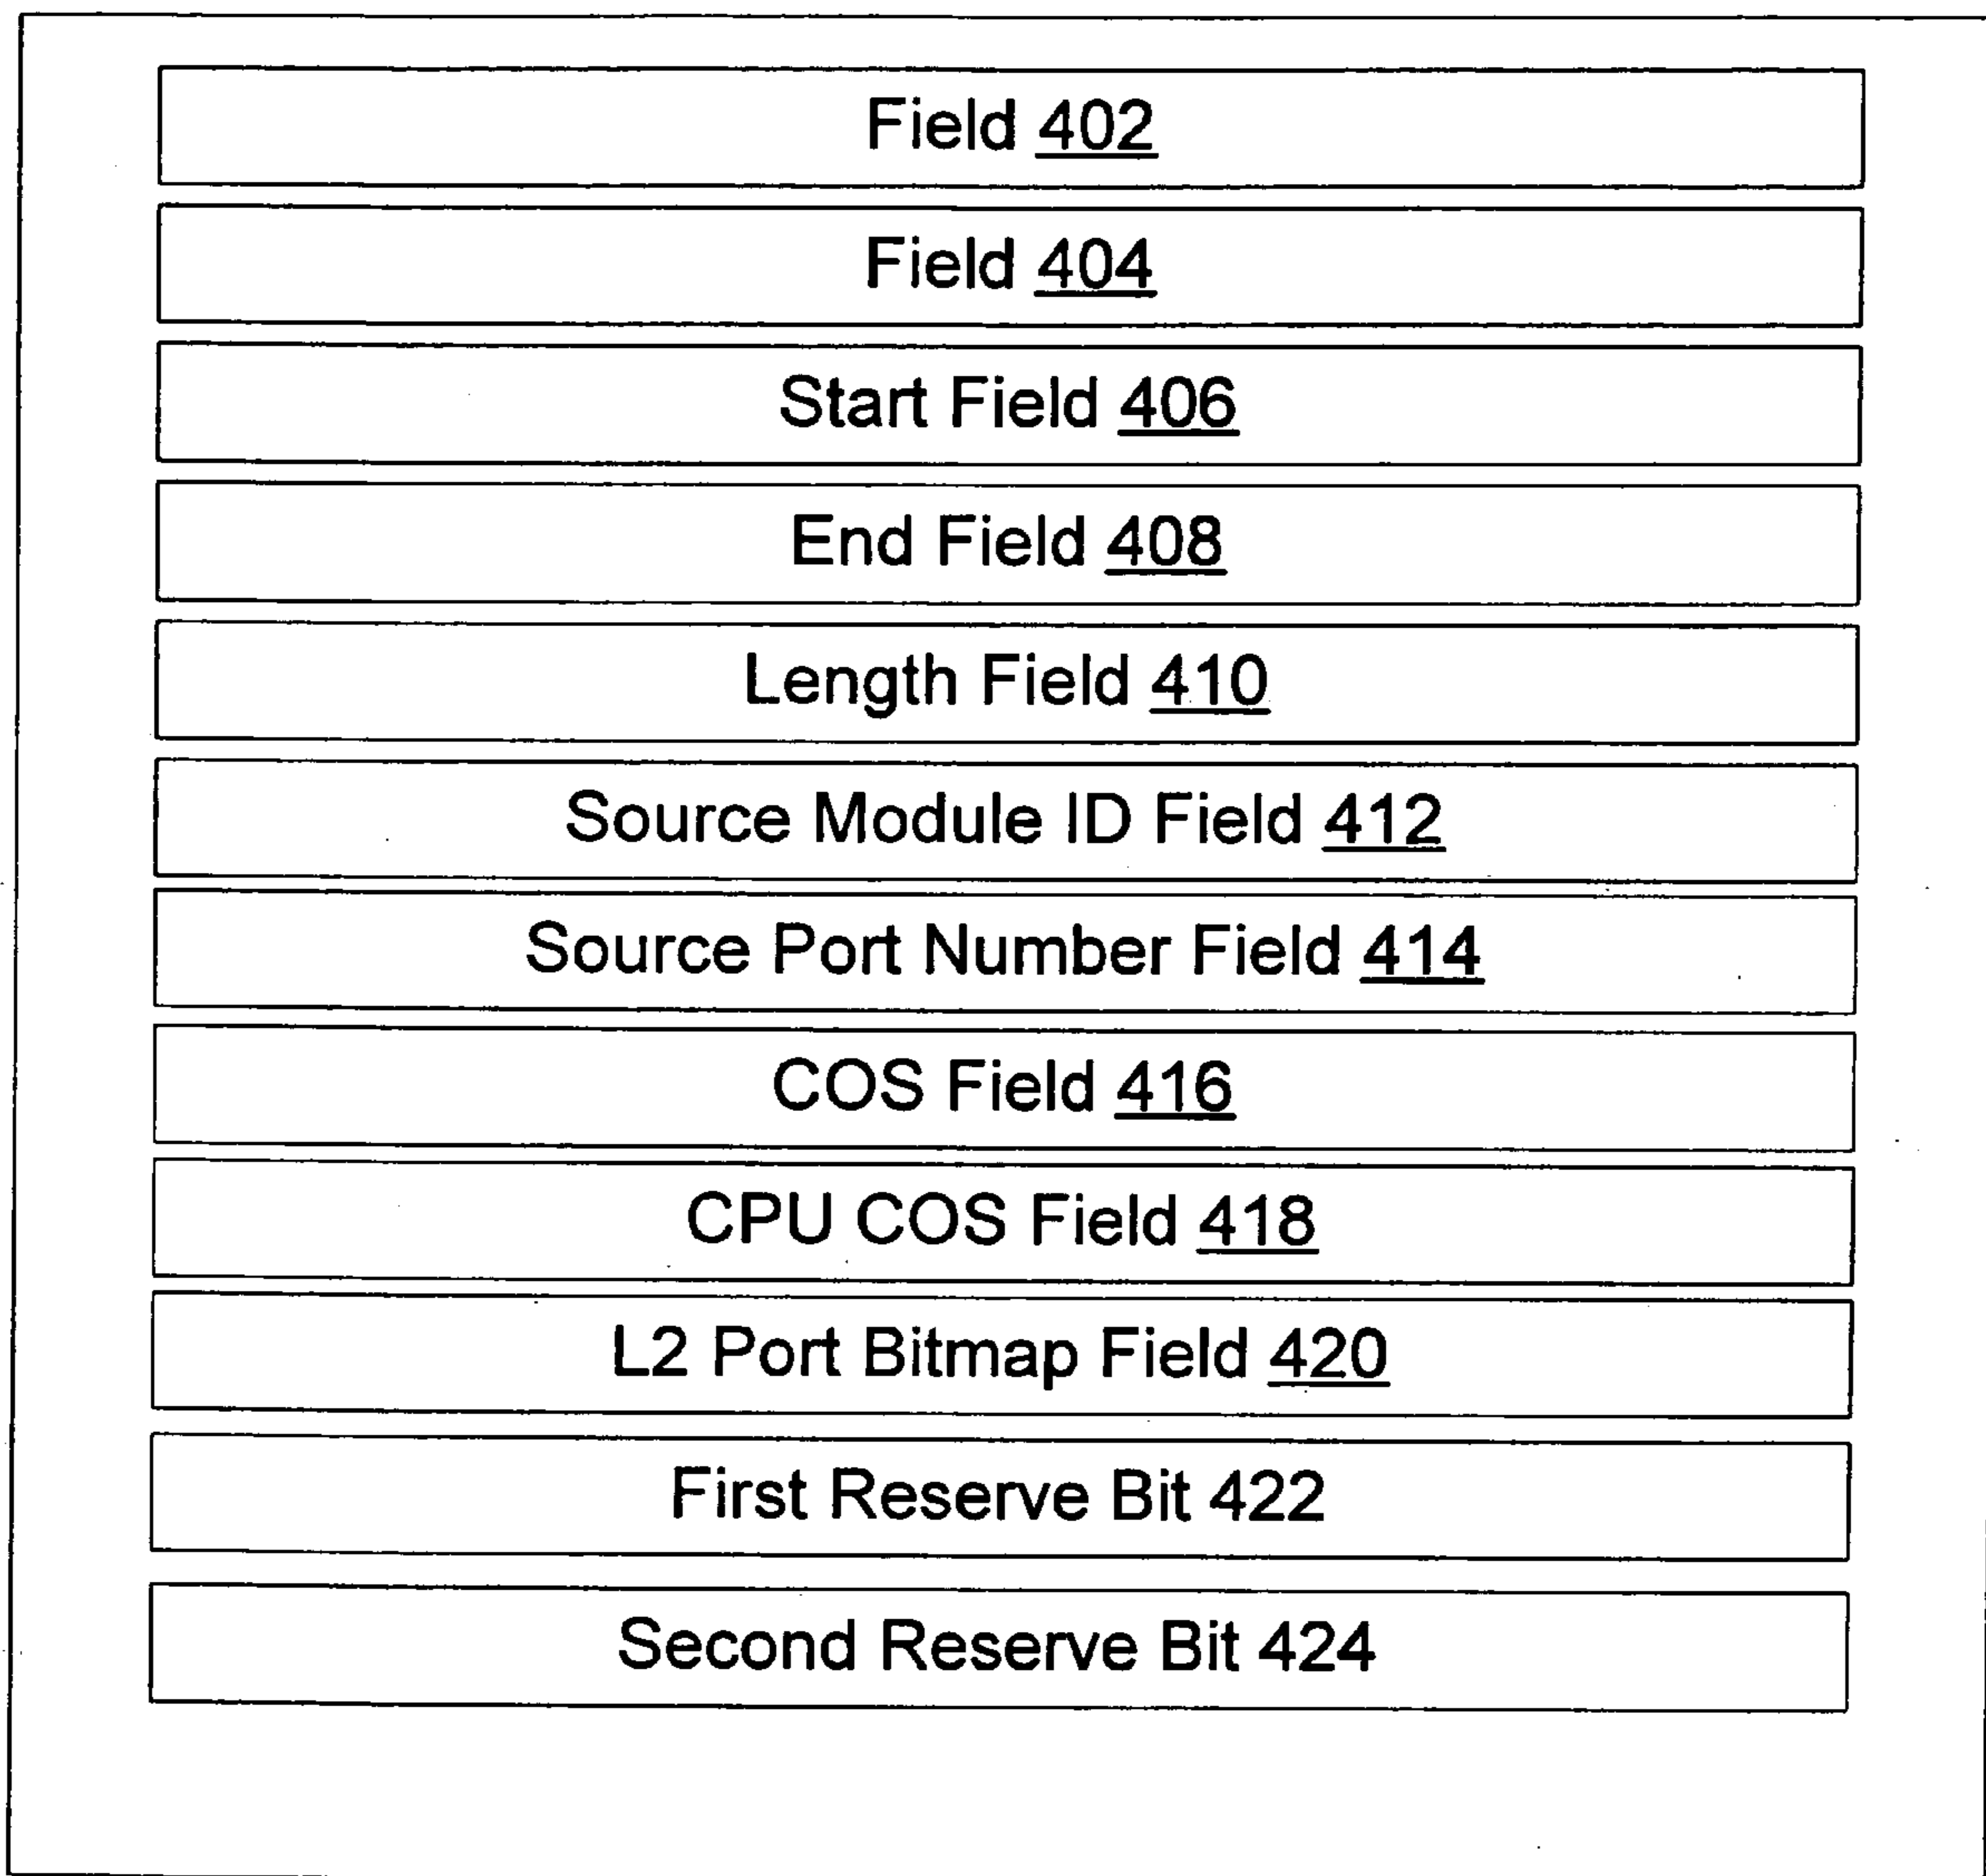 Field 402
Field 404
Start Field 406
End Field 408
Length Field 410
Source Module ID Field 412
Source Port Number Field 414
COS Field 416
CPU COS Field 418
L2 Port Bitmap Field 420
First Reserve Bit 422
Second Reserve Bit 424